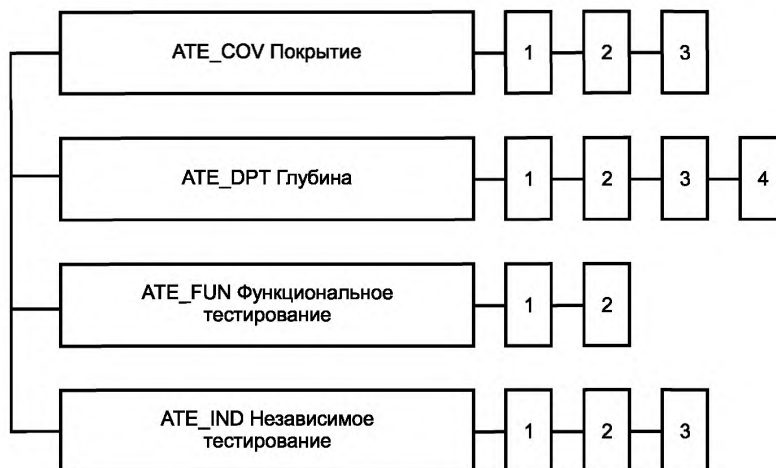 ATE_COV Покрытие 1 2 3
ATE_DPT Глубина 1 2 3 4
ATE_FUN Функциональное
тестирование 1 2
ATE_IND Независимое
тестирование 1 2 3